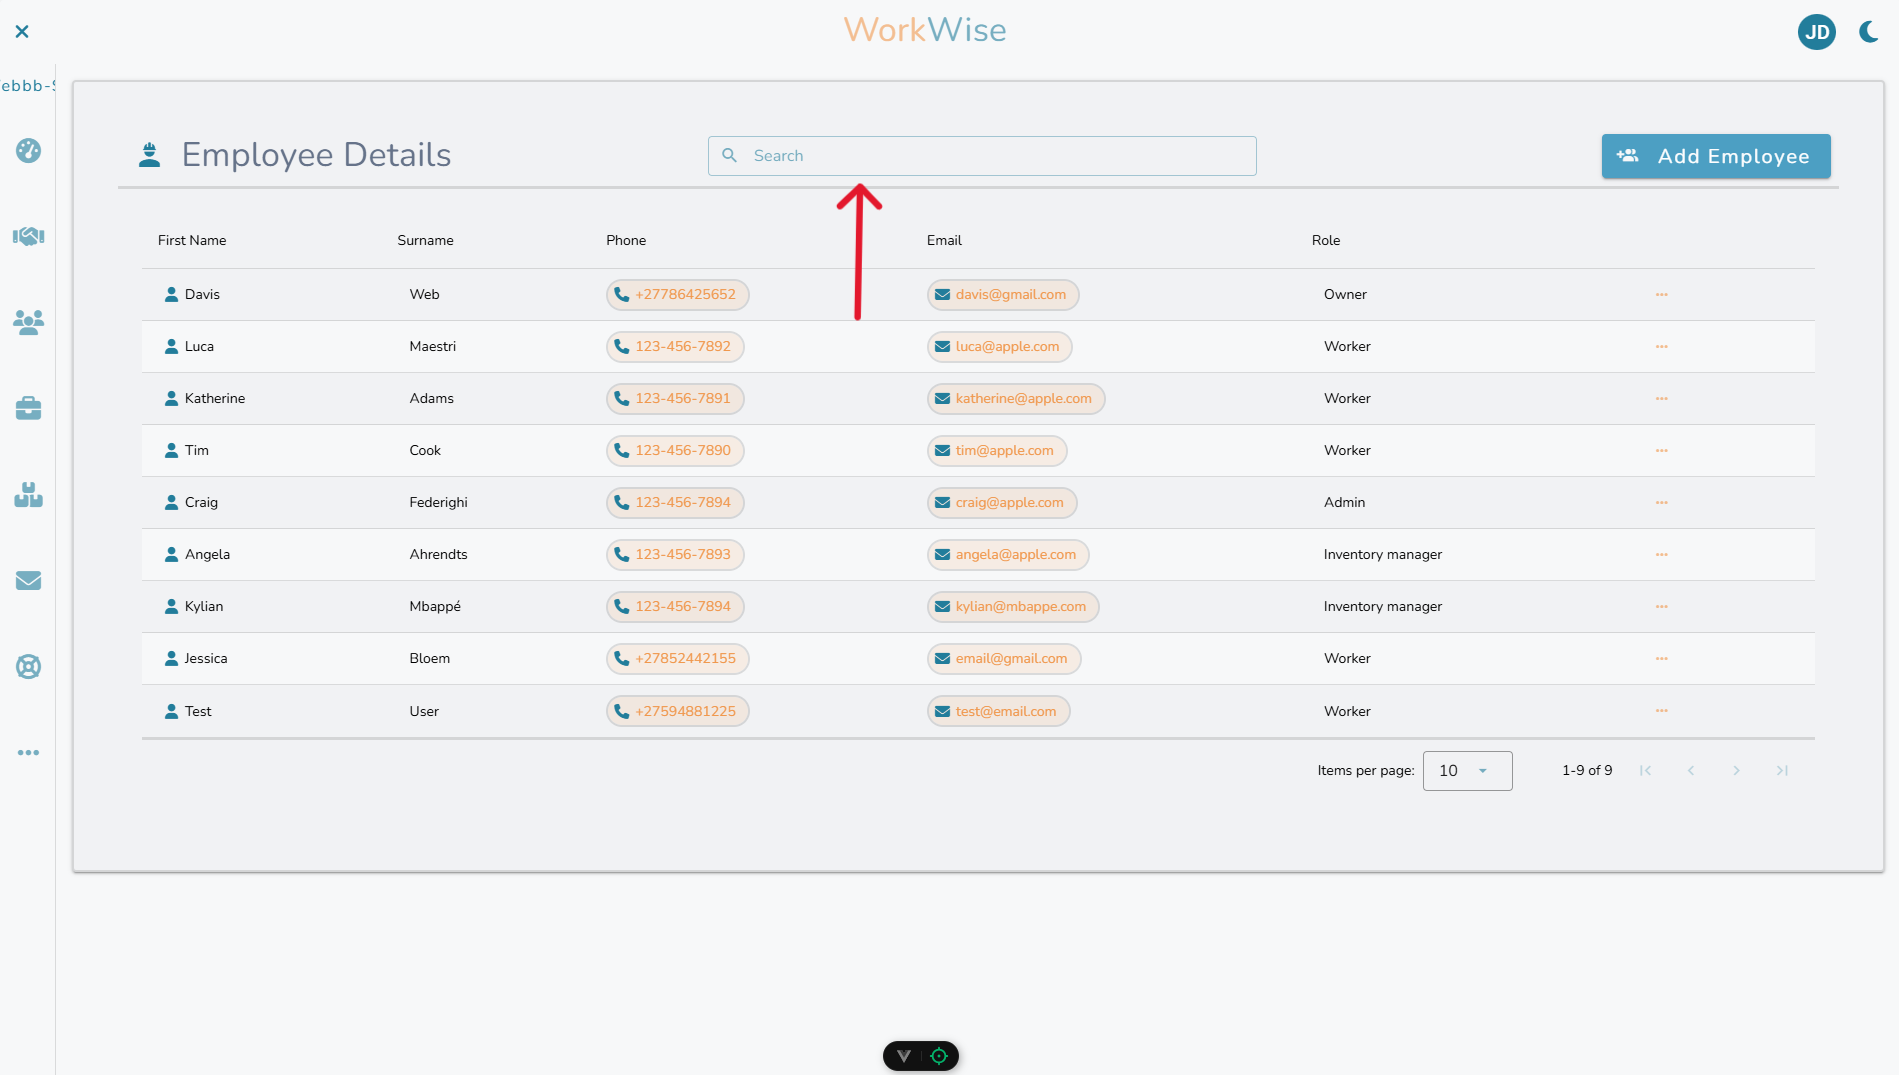 WorkWise
JD
ebbb-S
Employee Details
Search
Add Employee
First Name Surname Phone Email Role
Davis Web +27786425652 davis@gmail.com Owner
Luca Maestri 123-456-7892 luca@apple.com Worker
Katherine Adams 123-456-7891 katherine@apple.com Worker
Tim Cook 123-456-7890 tim@apple.com Worker
Craig Federighi 123-456-7894 craig@apple.com Admin
Angela Ahrendts 123-456-7893 angela@apple.com Inventory manager
Kylian Mbappé 123-456-7894 kylian@mbappe.com Inventory manager
Jessica Bloem +27852442155 email@gmail.com Worker
Test User +27594881225 test@email.com Worker
Items per page: 10 1-9 of 9